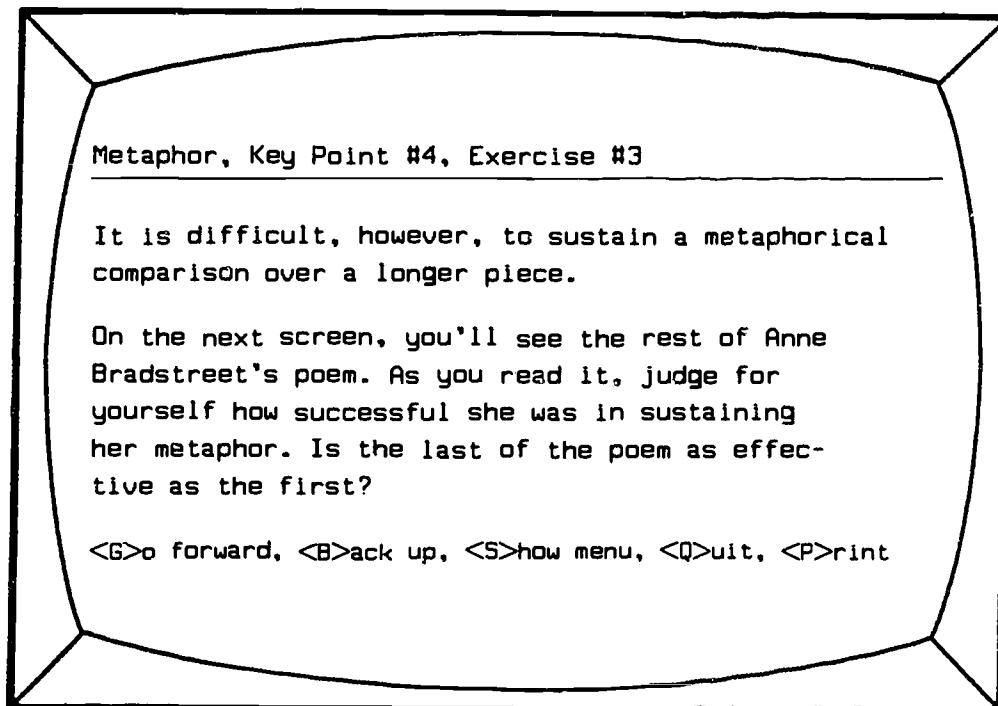 Metaphor, Key Point #4, Exercise #3
It is difficult, however, to sustain a metaphorical
comparison over a longer piece.
On the next screen, you'll see the rest of Anne
Bradstreet's poem. As you read it, judge for
yourself how successful she was in sustaining
her metaphor. Is the last of the poem as effec-
tive as the first?
<G>o forward, <B>ack up, <S>how menu, <Q>uit, <P>rint